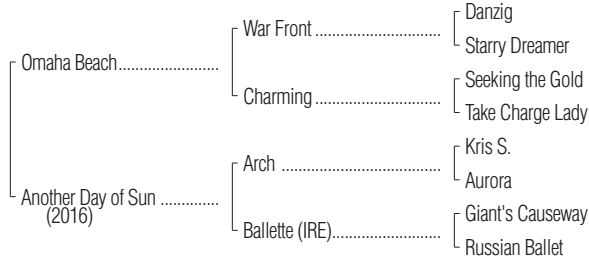 Danzig
War Front
Starry Dreamer
Omaha Beach
Seeking the Gold
Charming
Take Charge Lady
Kris S.
Arch
Aurora
Another Day of Sun
(2016)
Giant's Causeway
Ballette (IRE)
Russian Ballet